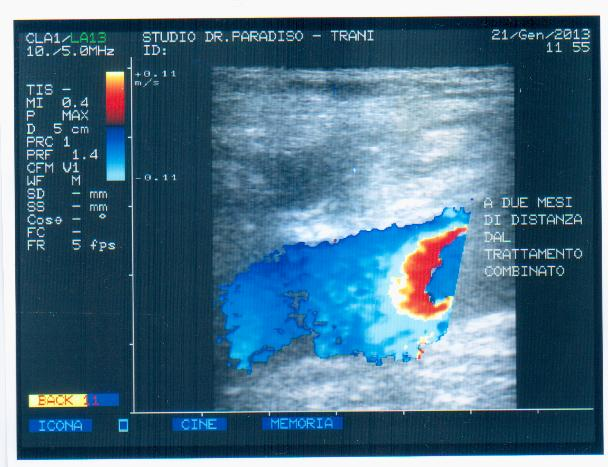 CLA1/LA13
10./5.0MHz
STUDIO DR.PARADISO - TRANI
ID:
21/Gen/2013
11 55
+0.11
m/s
-0.11
TIS -
MI 0.4
P MAX
D 5 cm
PRC 1
PRF 1.4
CFM V1
WF M
SD - mm
SS - mm
Cosθ - °
FC -
FR 5 fps
A DUE MESI
DI DISTANZA
DAL
TRATTAMENTO
COMBINATO
BACK 11
ICONA
CINE
MEMORIA